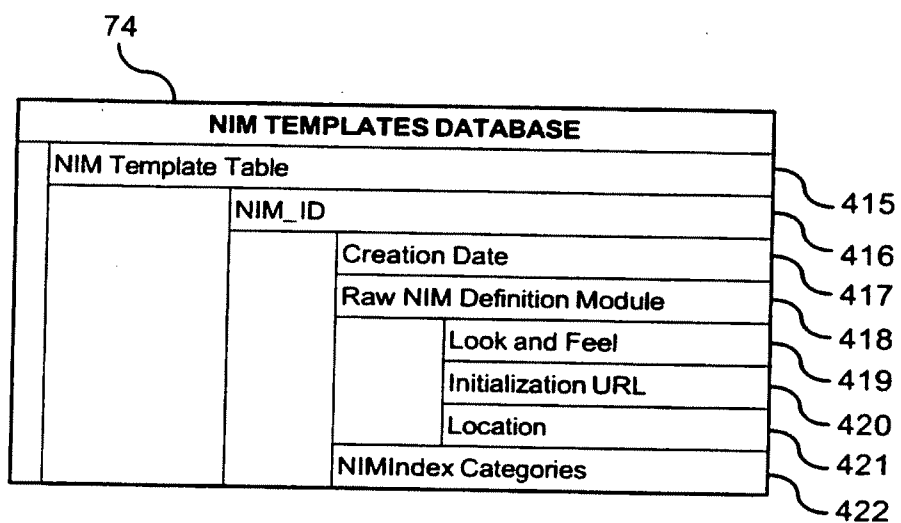 74
NIM TEMPLATES DATABASE
NIM Template Table
415
NIM_ID
416
Creation Date
417
Raw NIM Definition Module
418
Look and Feel
419
Initialization URL
420
Location
421
NIMIndex Categories
422